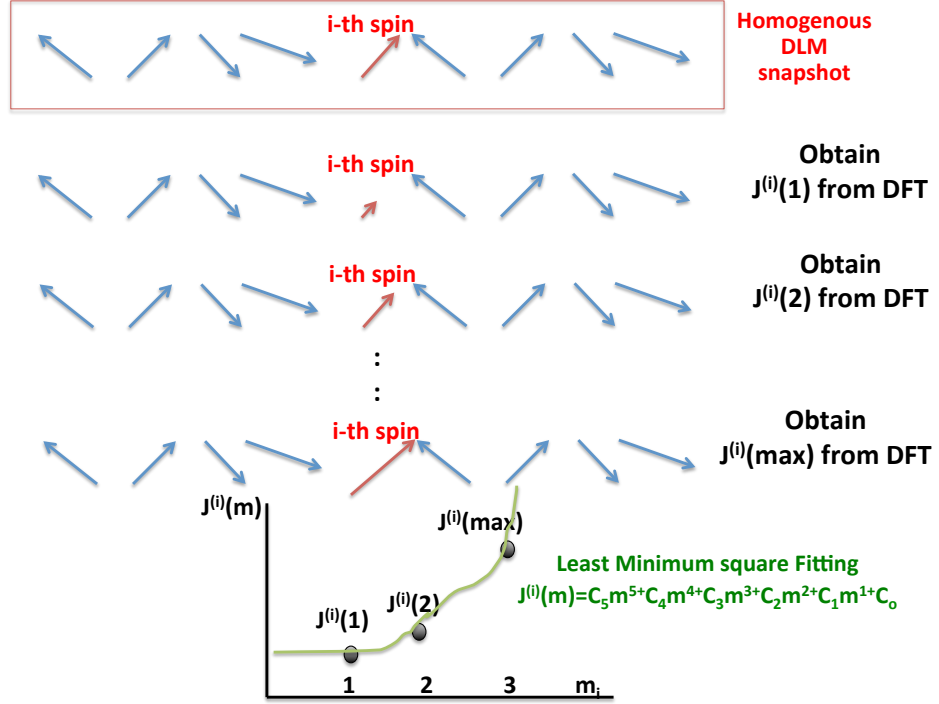 i-th spin
Homogenous
DLM
snapshot
i-th spin
Obtain
J⁽ⁱ⁾(1) from DFT
i-th spin
Obtain
J⁽ⁱ⁾(2) from DFT
:
:
i-th spin
Obtain
J⁽ⁱ⁾(max) from DFT
J⁽ⁱ⁾(m)
J⁽ⁱ⁾(max)
Least Minimum square Fitting
J⁽ⁱ⁾(m)=C₅m⁵⁺C₄m⁴⁺C₃m³⁺C₂m²⁺C₁m¹⁺Cₒ
J⁽ⁱ⁾(2)
J⁽ⁱ⁾(1)
1 2 3 mᵢ